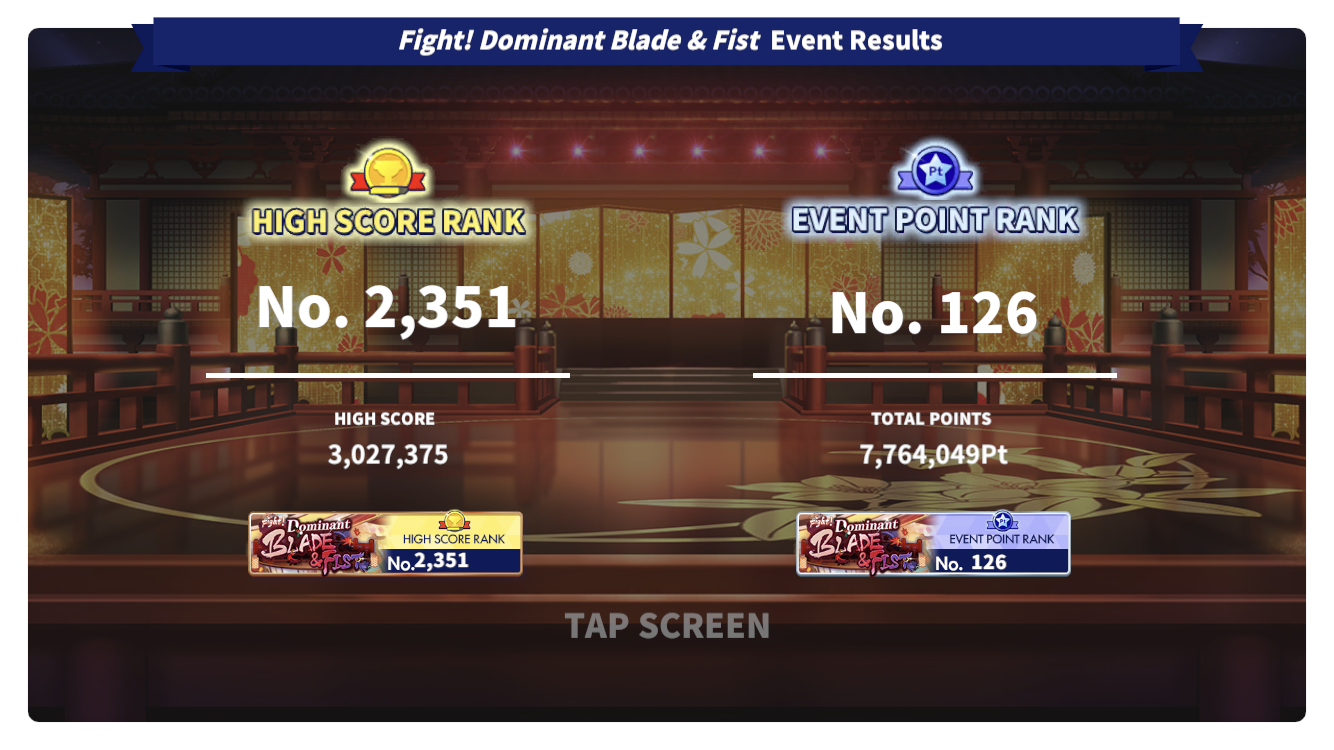 Fight! Dominant Blade & Fist Event Results
HIGH SCORE RANK
No. 2,351
HIGH SCORE
3,027,375
Fight! Dominant
BLADE
& FIST
HIGH SCORE RANK
No.2,351
Pt
EVENT POINT RANK
No. 126
TOTAL POINTS
7,764,049Pt
Fight! Dominant
BLADE
& FIST
Pt
EVENT POINT RANK
No. 126
TAP SCREEN